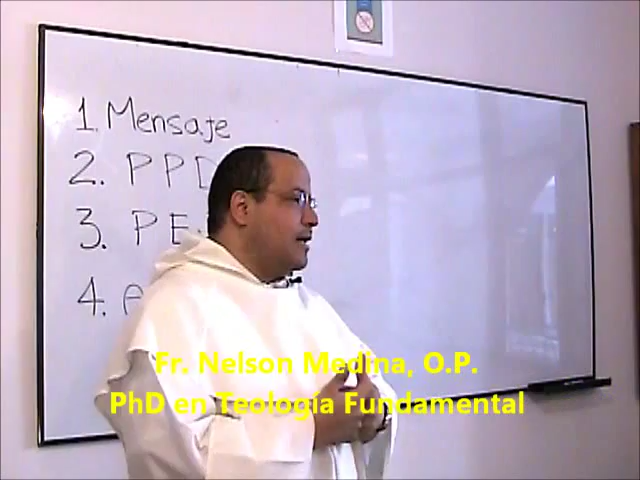 1. Mensaje
2. PPD
3. PE
4. A
Fr. Nelson Medina, O.P.
PhD en Teología Fundamental